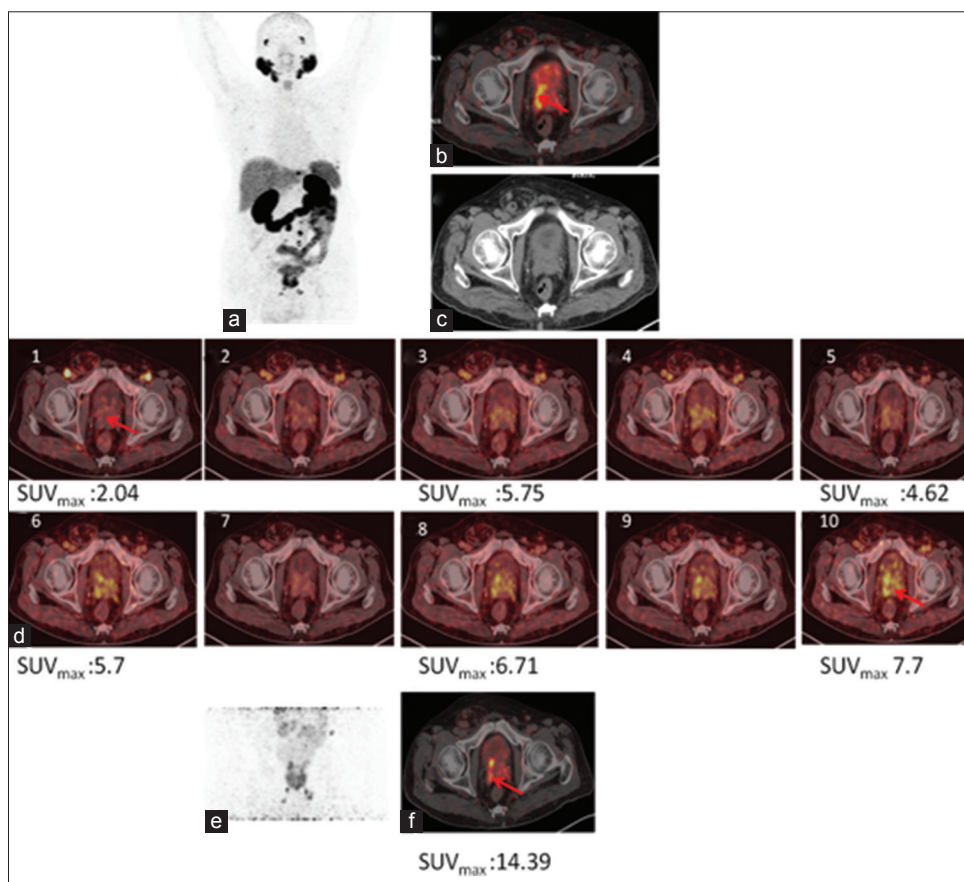 a
b
c
1
2
3
4
5
SUVmax :2.04
SUVmax :5.75
SUVmax :4.62
6
7
8
9
10
d
SUVmax :5.7
SUVmax :6.71
SUVmax 7.7
e
f
SUVmax :14.39